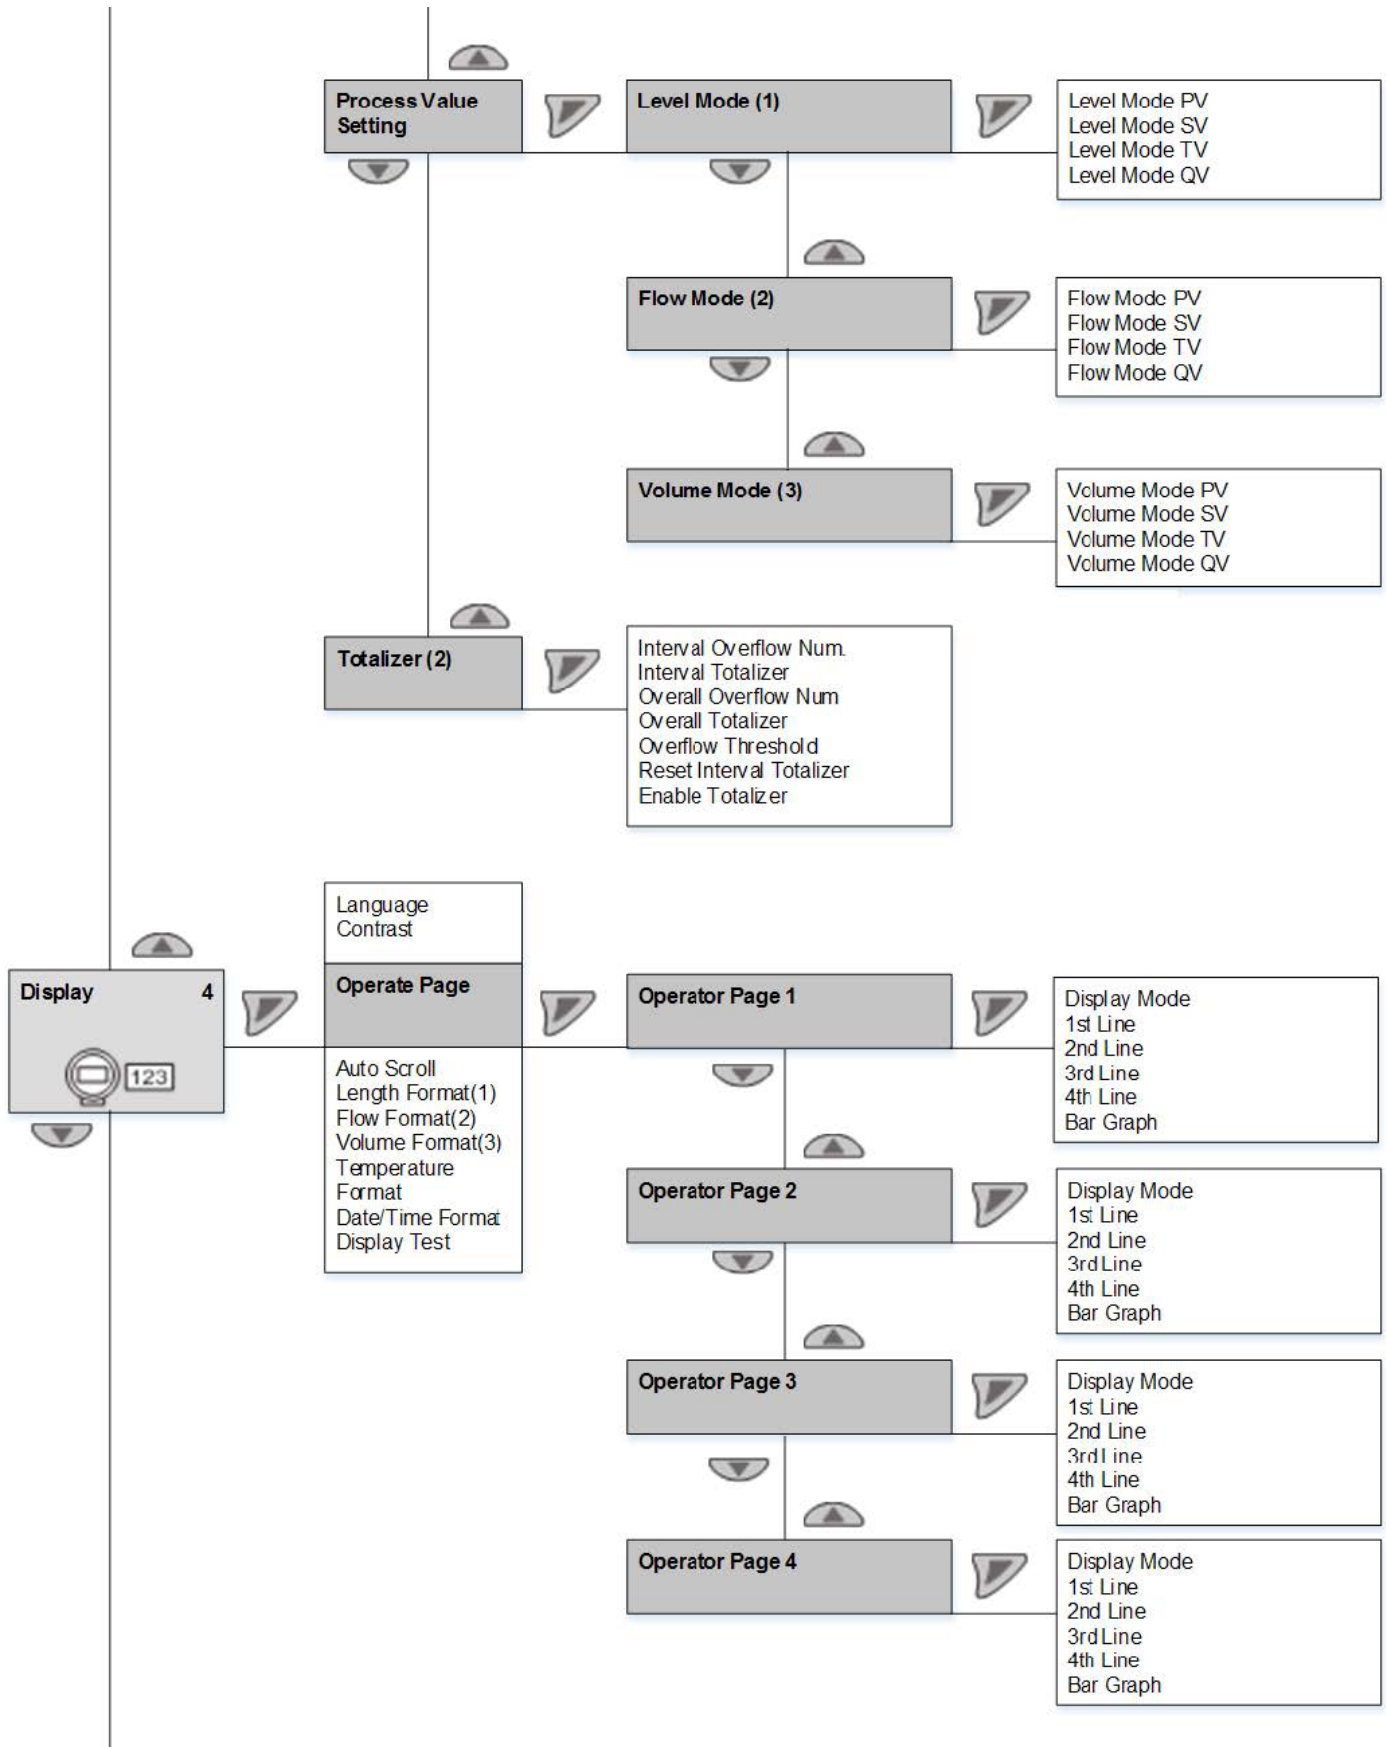 Process Value
Setting
Level Mode (1)
Level Mode PV
Level Mode SV
Level Mode TV
Level Mode QV
Flow Mode (2)
Flow Mode PV
Flow Mode SV
Flow Mode TV
Flow Mode QV
Volume Mode (3)
Volume Mode PV
Volume Mode SV
Volume Mode TV
Volume Mode QV
Totalizer (2)
Interval Overflow Num.
Interval Totalizer
Overall Overflow Num
Overall Totalizer
Overflow Threshold
Reset Interval Totalizer
Enable Totalizer
Display 4
123
Language
Contrast
Operate Page
Auto Scroll
Length Format(1)
Flow Format(2)
Volume Format(3)
Temperature
Format
Date/Time Format
Display Test
Operator Page 1
Display Mode
1st Line
2nd Line
3rd Line
4th Line
Bar Graph
Operator Page 2
Display Mode
1st Line
2nd Line
3rd Line
4th Line
Bar Graph
Operator Page 3
Display Mode
1st Line
2nd Line
3rd Line
4th Line
Bar Graph
Operator Page 4
Display Mode
1st Line
2nd Line
3rd Line
4th Line
Bar Graph